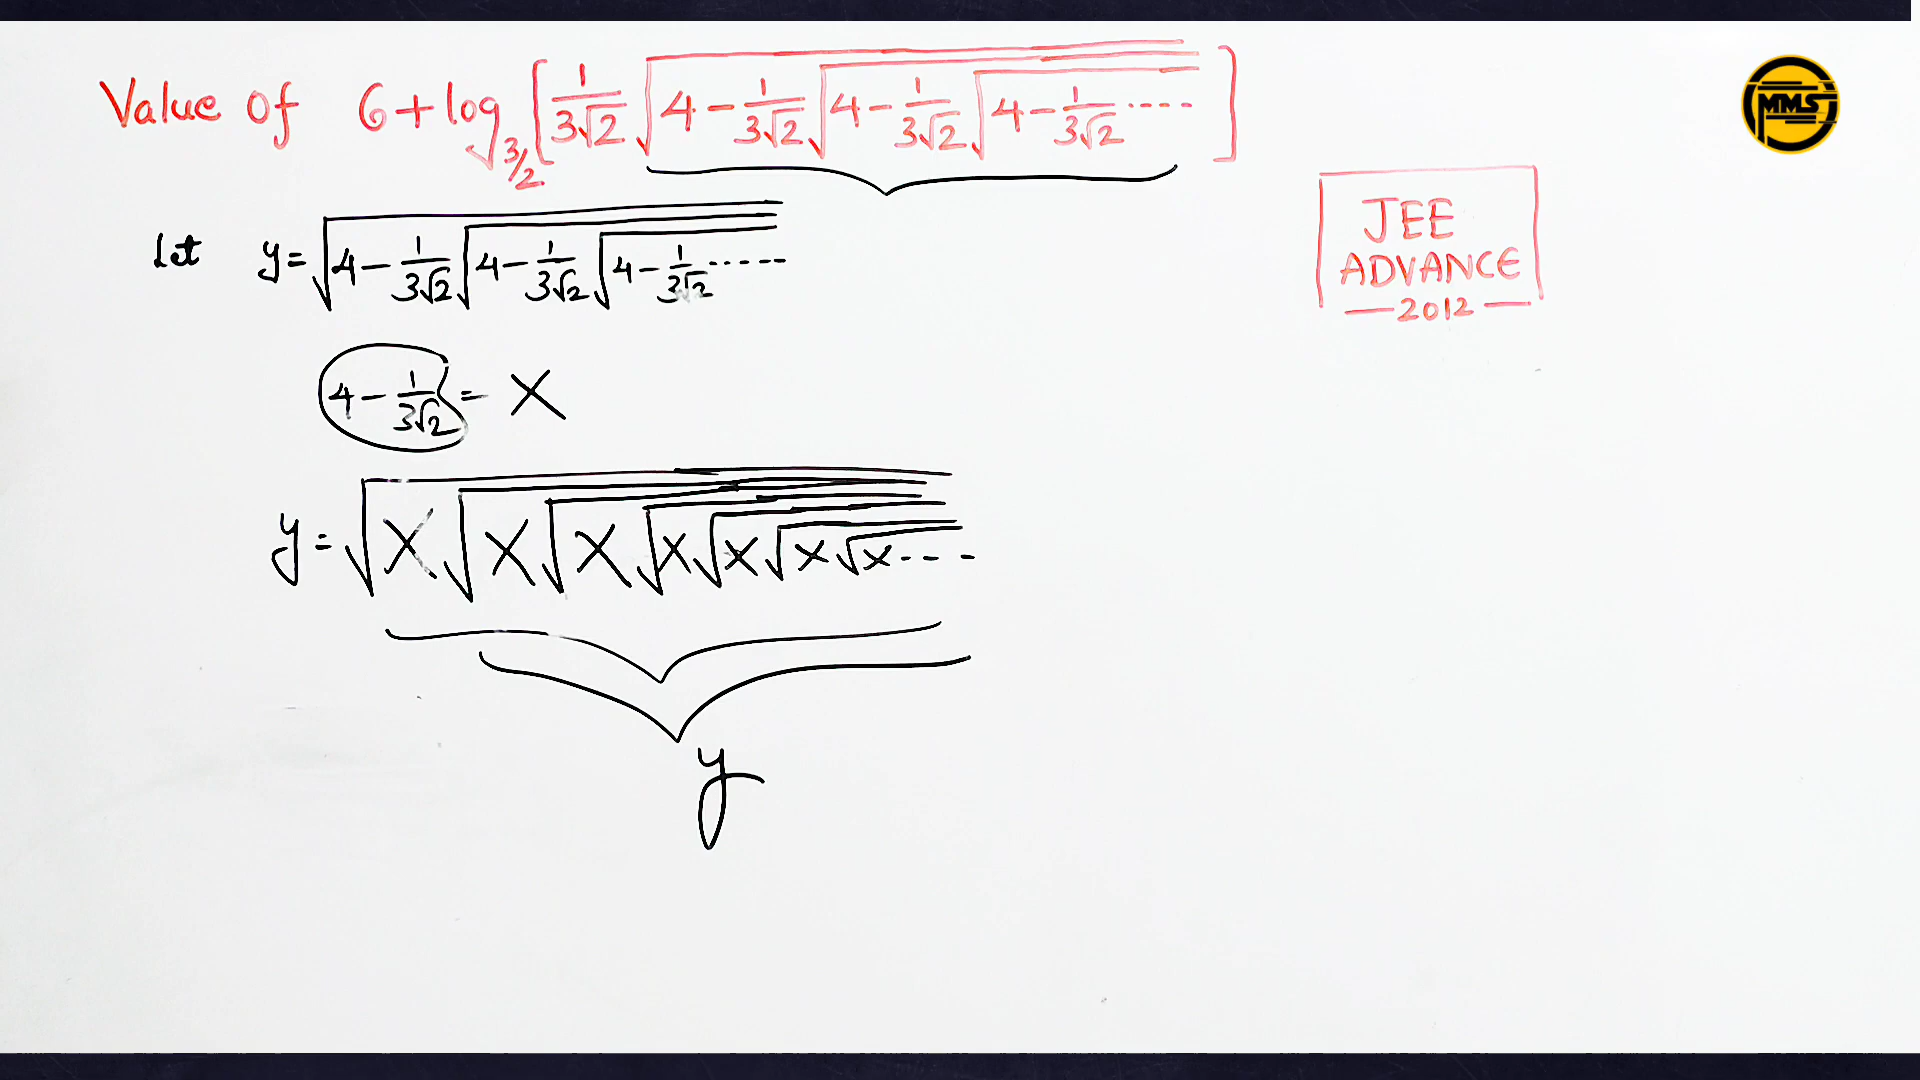 Value of 6+log_{3/2}[1/(3√2) √(4-1/(3√2) √(4-1/(3√2) √(4-1/(3√2) ....)))]
MMS
JEE
ADVANCE
—2012—
Let y=√(4-1/(3√2) √(4-1/(3√2) √(4-1/(3√2) .....)))
4-1/(3√2) = X
y=√(X√(X√(X√(X√(X√(X√(X---)))))))
y